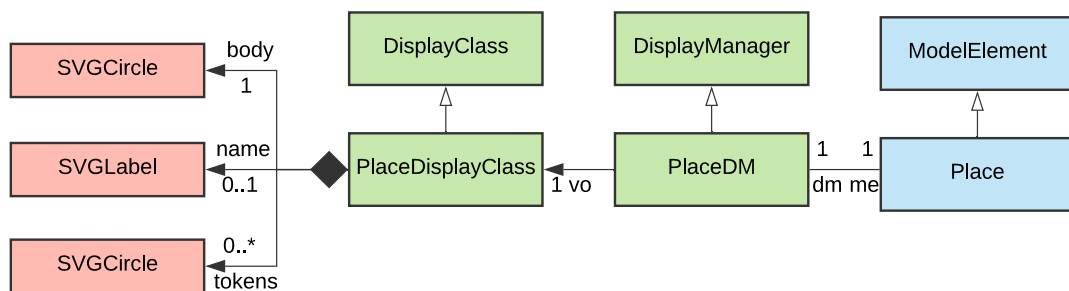 DisplayClass
DisplayManager
ModelElement
body
SVGCircle
1
name
SVGLabel
0..1
PlaceDisplayClass
1 vo
PlaceDM
1 1
dm me
Place
0..*
SVGCircle
tokens